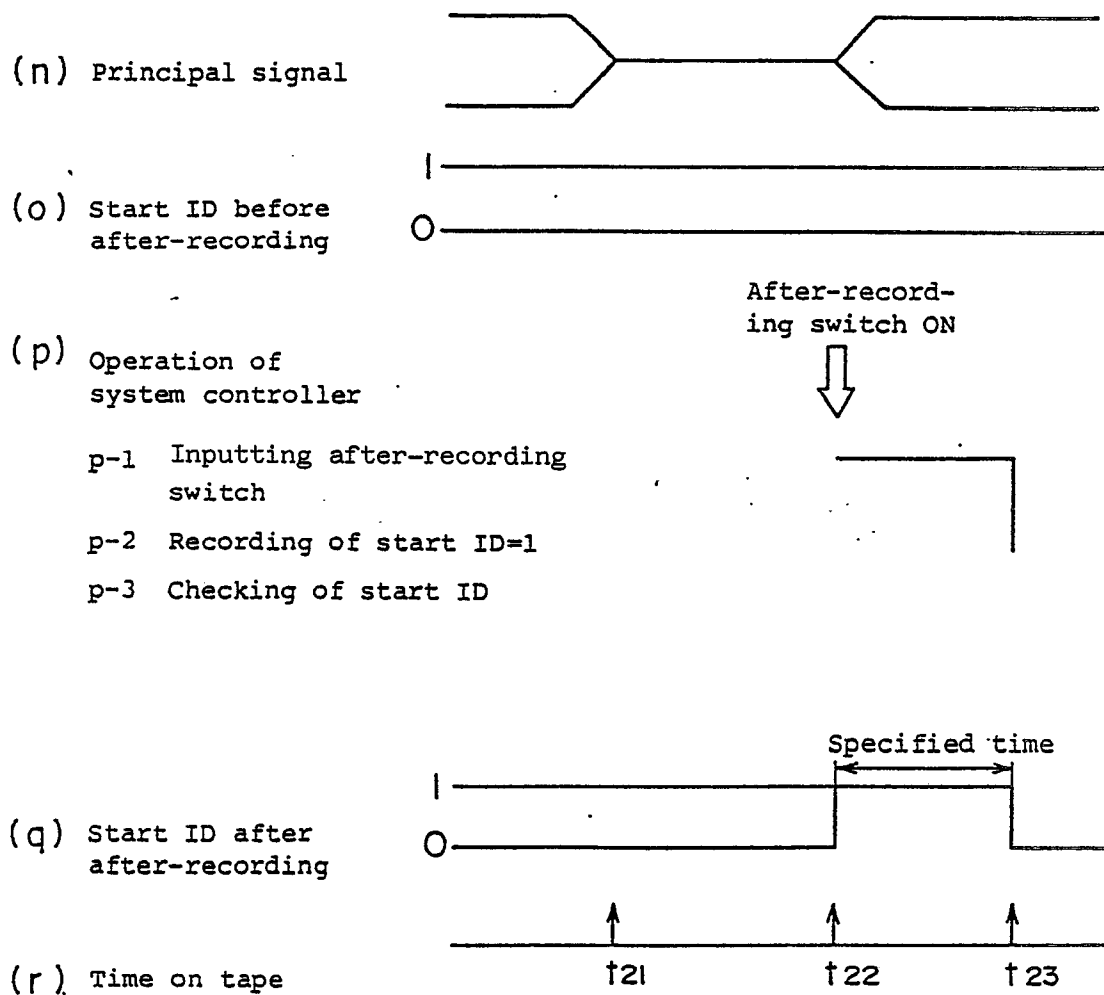 (n) Principal signal
1
(o) Start ID before
after-recording
0
After-record-
ing switch ON
(p) Operation of
system controller
p-1 Inputting after-recording
switch
p-2 Recording of start ID=1
p-3 Checking of start ID
Specified time
1
(q) Start ID after
after-recording
0
(r) Time on tape
t21 t22 t23